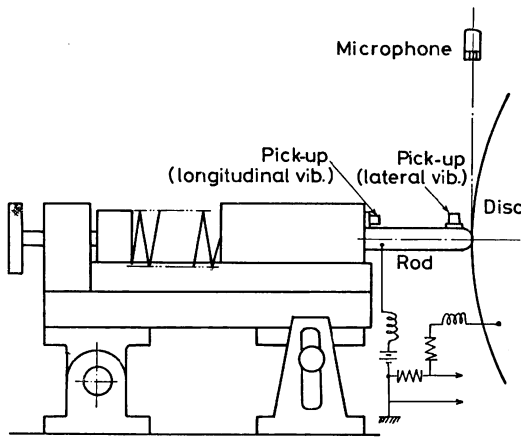 Microphone
Pick-up
(longitudinal vib.)
Pick-up
(lateral vib.)
Disc
Rod